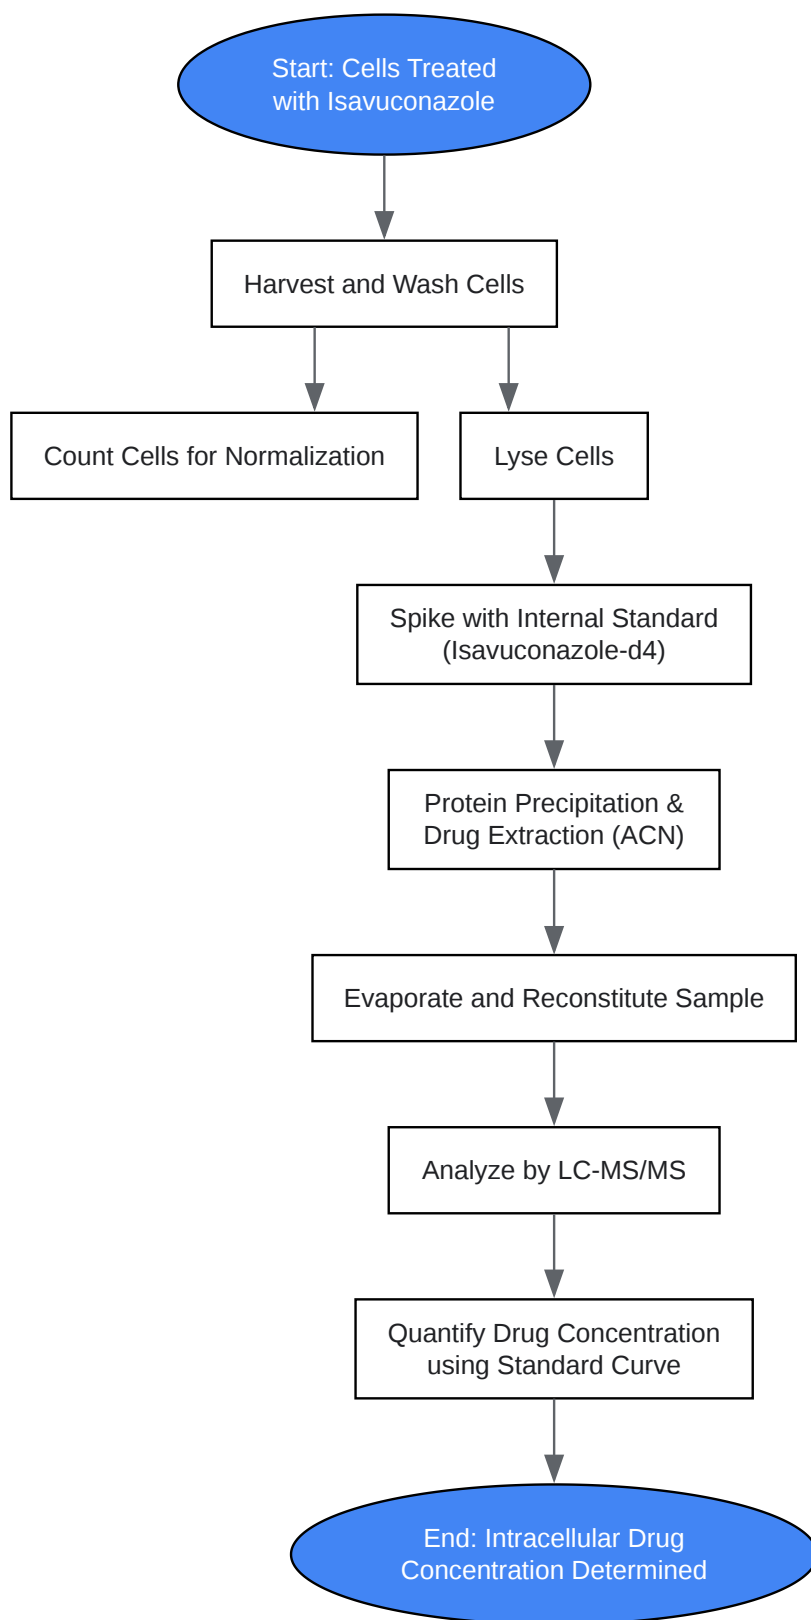 Start: Cells Treated
with Isavuconazole
Harvest and Wash Cells
Count Cells for Normalization
Lyse Cells
Spike with Internal Standard
(Isavuconazole-d4)
Protein Precipitation &
Drug Extraction (ACN)
Evaporate and Reconstitute Sample
Analyze by LC-MS/MS
Quantify Drug Concentration
using Standard Curve
End: Intracellular Drug
Concentration Determined